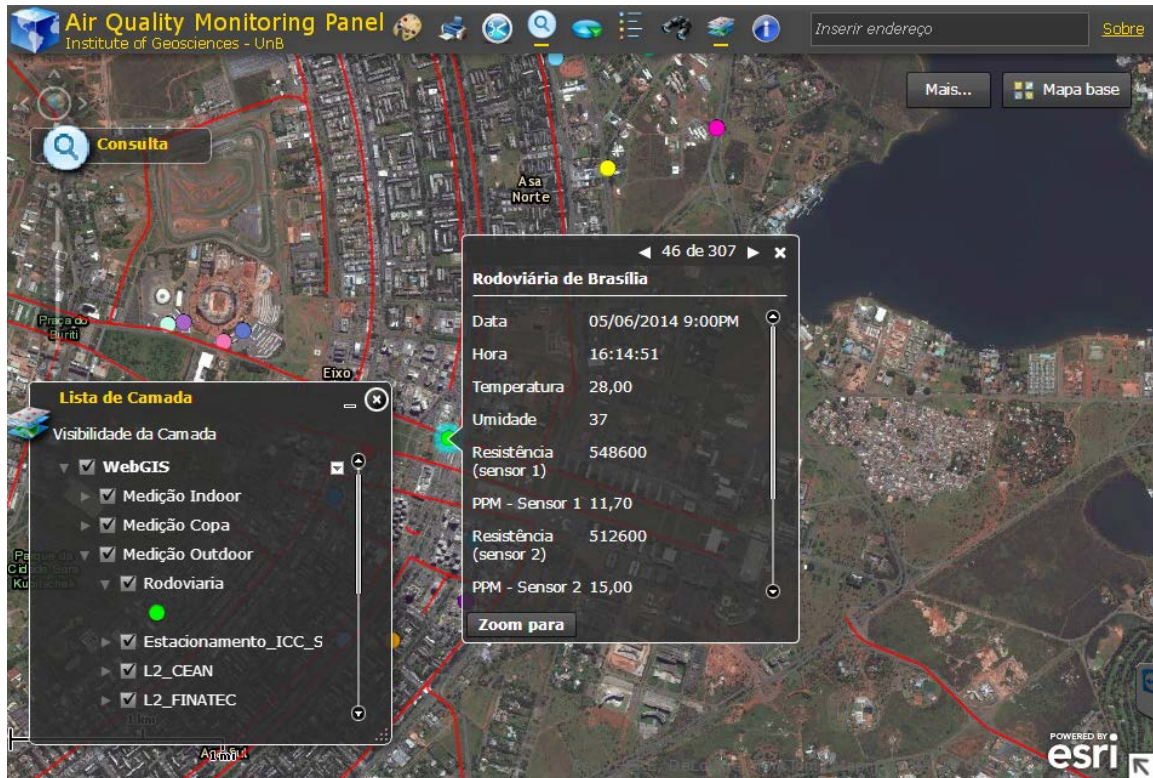 Air Quality Monitoring Panel
Institute of Geosciences - UnB
Inserir endereço
Sobre
Mais...
Mapa base
Consulta
Asa
Norte
46 de 307
Rodoviária de Brasília
Data 05/06/2014 9:00PM
Hora 16:14:51
Temperatura 28,00
Umidade 37
Resistência
(sensor 1) 548600
PPM - Sensor 1 11,70
Resistência
(sensor 2) 512600
PPM - Sensor 2 15,00
Zoom para
Praça do
Buriti
Eixo
Lista de Camada
Visibilidade da Camada
WebGIS
Medição Indoor
Medição Copa
Medição Outdoor
Rodoviaria
Estacionamento_ICC_S
L2_CEAN
L2_FINATEC
1 km
1 mi
POWERED BY
esri